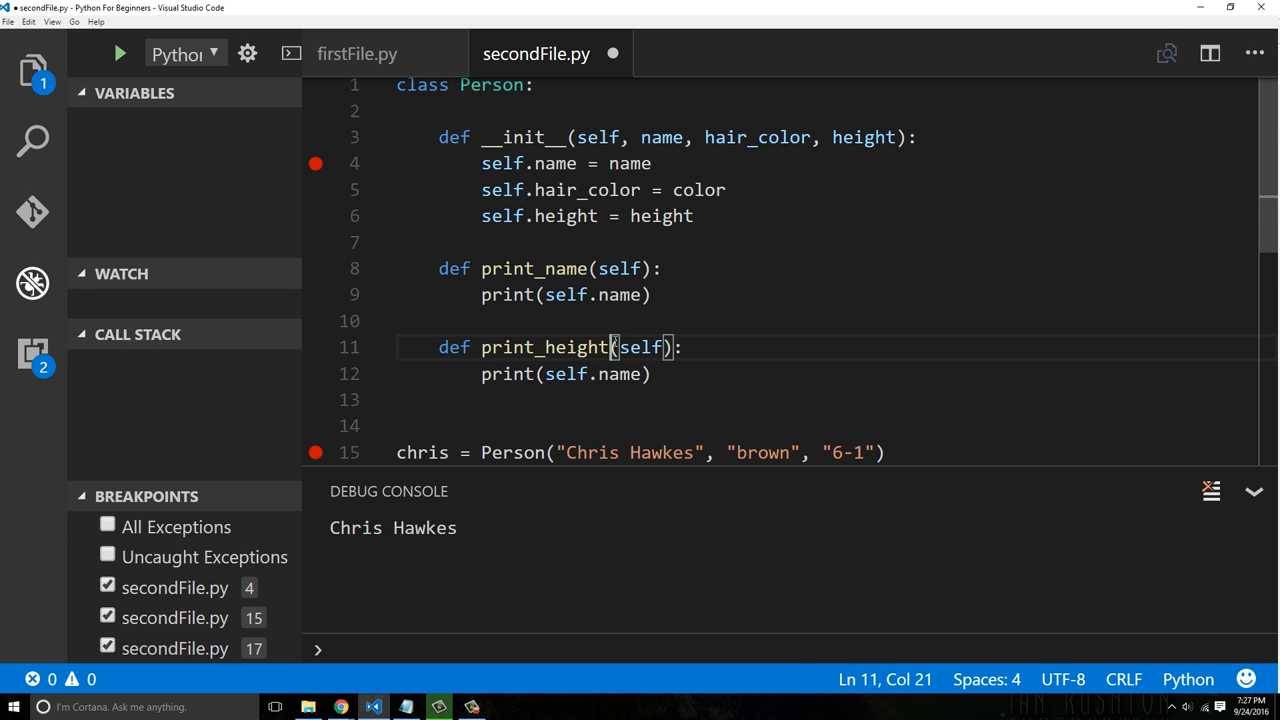 ● secondFile.py - Python For Beginners - Visual Studio Code
File Edit View Go Help
Pythor ▼
firstFile.py
secondFile.py ●
VARIABLES
WATCH
CALL STACK
BREAKPOINTS
All Exceptions
Uncaught Exceptions
secondFile.py 4
secondFile.py 15
secondFile.py 17
1
2
1 class Person:
2
3 def __init__(self, name, hair_color, height):
4 self.name = name
5 self.hair_color = color
6 self.height = height
7
8 def print_name(self):
9 print(self.name)
10
11 def print_height(self):
12 print(self.name)
13
14
15 chris = Person("Chris Hawkes", "brown", "6-1")
DEBUG CONSOLE
Chris Hawkes
0 0
Ln 11, Col 21 Spaces: 4 UTF-8 CRLF Python
I'm Cortana. Ask me anything.
7:27 PM
9/24/2016